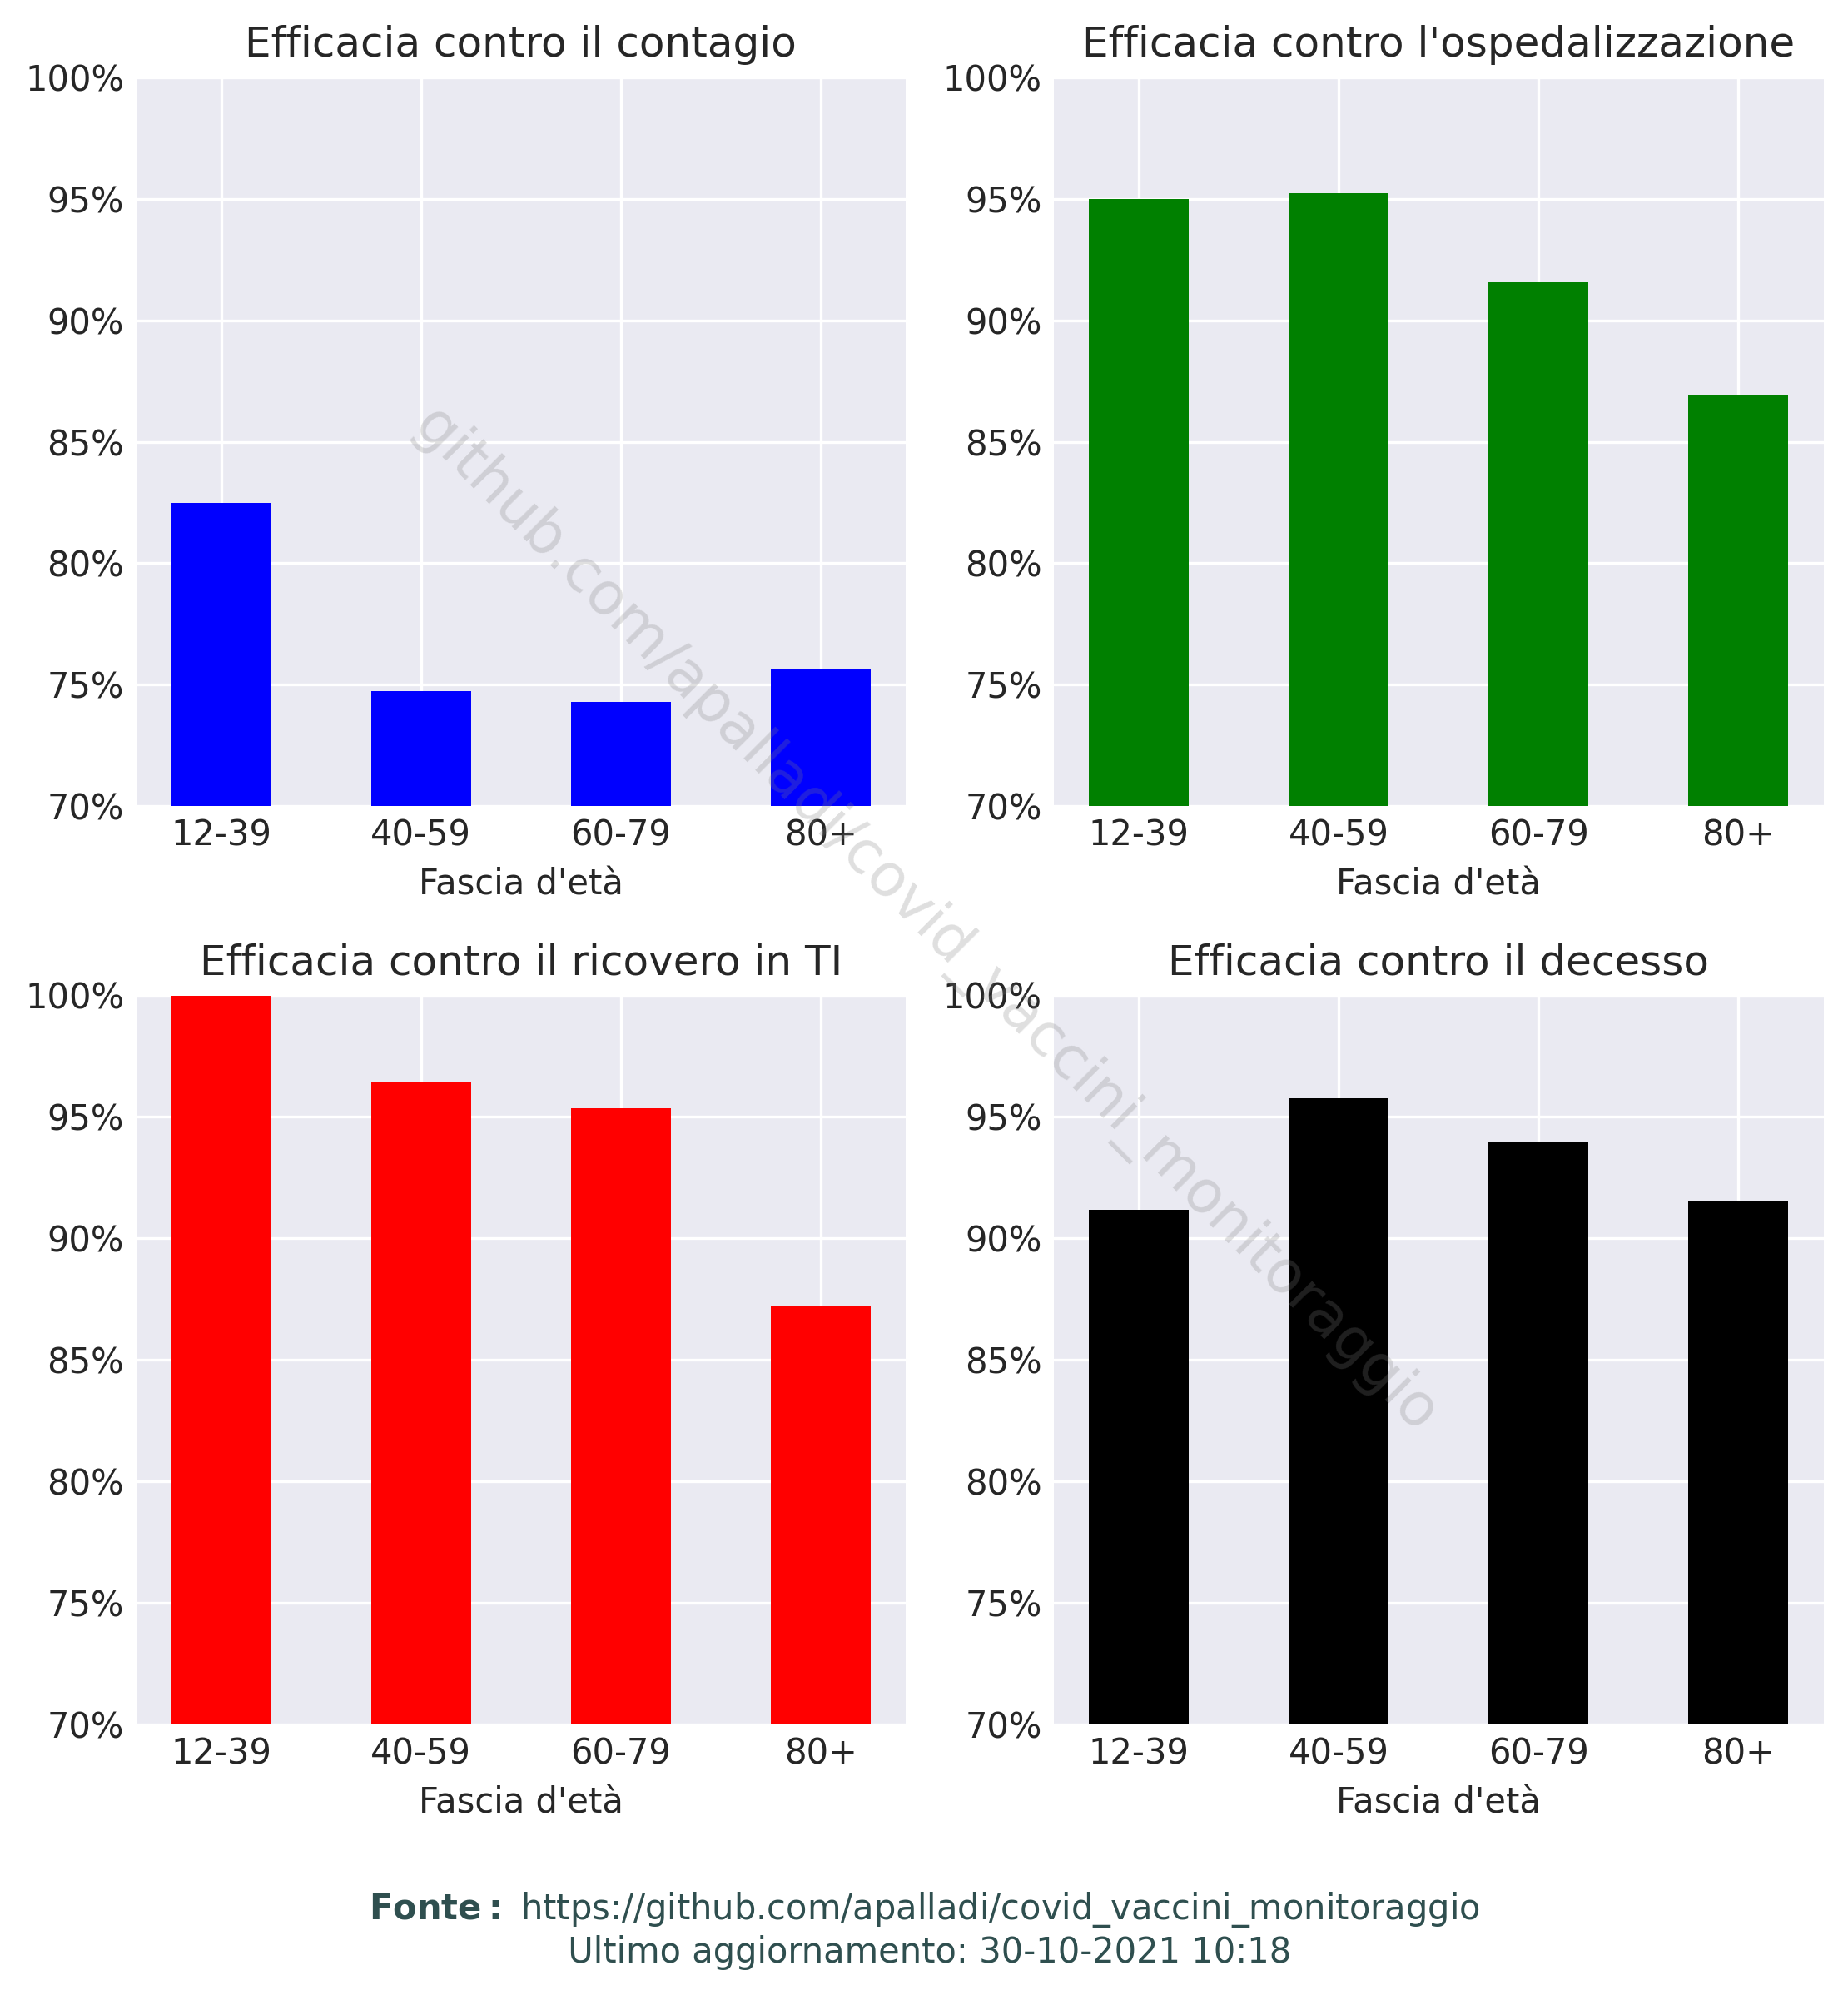 Efficacia contro il contagio
100%
95%
90%
85%
80%
75%
70%
12-39 40-59 60-79 80+
Fascia d'età
Efficacia contro l'ospedalizzazione
100%
95%
90%
85%
80%
75%
70%
12-39 40-59 60-79 80+
Fascia d'età
Efficacia contro il ricovero in TI
100%
95%
90%
85%
80%
75%
70%
12-39 40-59 60-79 80+
Fascia d'età
Efficacia contro il decesso
100%
95%
90%
85%
80%
75%
70%
12-39 40-59 60-79 80+
Fascia d'età
github.com/apalladi/covid_vaccini_monitoraggio
Fonte: https://github.com/apalladi/covid_vaccini_monitoraggio
Ultimo aggiornamento: 30-10-2021 10:18